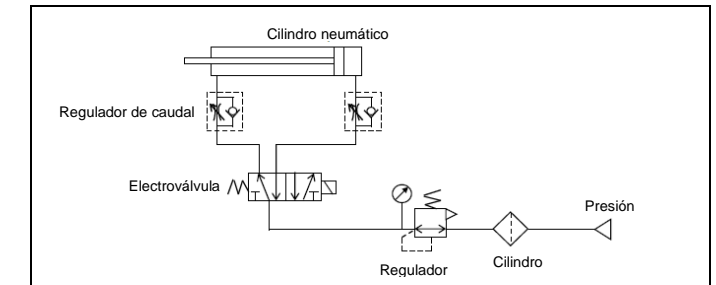 Cilindro neumático
Regulador de caudal
Electroválvula
Presión
Cilindro
Regulador